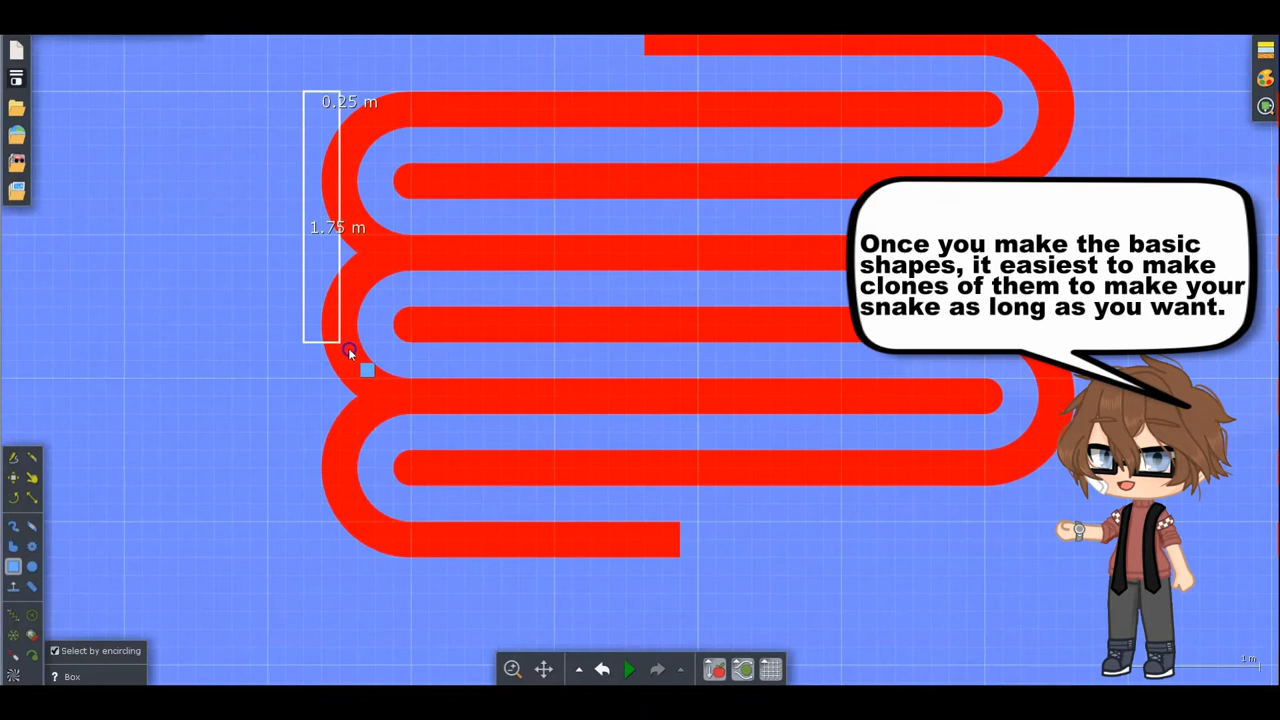 0.25 m
1.75 m
Once you make the basic
shapes, it easiest to make
clones of them to make your
snake as long as you want.
Select by encircling
? Box
1 m